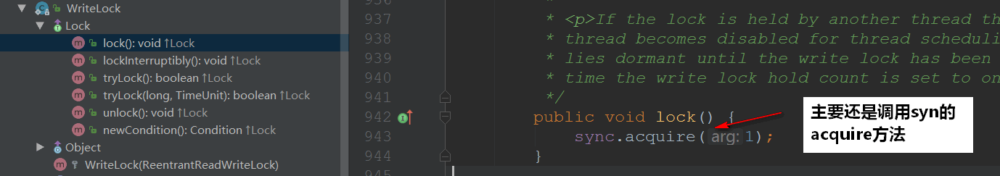 WriteLock
Lock
lock(): void ↑Lock
lockInterruptibly(): void ↑Lock
tryLock(): boolean ↑Lock
tryLock(long, TimeUnit): boolean ↑Lock
unlock(): void ↑Lock
newCondition(): Condition ↑Lock
Object
WriteLock(ReentrantReadWriteLock)
936 *
937 * <p>If the lock is held by another thread th
938 * thread becomes disabled for thread scheduli
939 * lies dormant until the write lock has been
940 * time the write lock hold count is set to on
941 */
942 public void lock() {
943 sync.acquire( arg: 1);
944 }
945
主要还是调用syn的
acquire方法